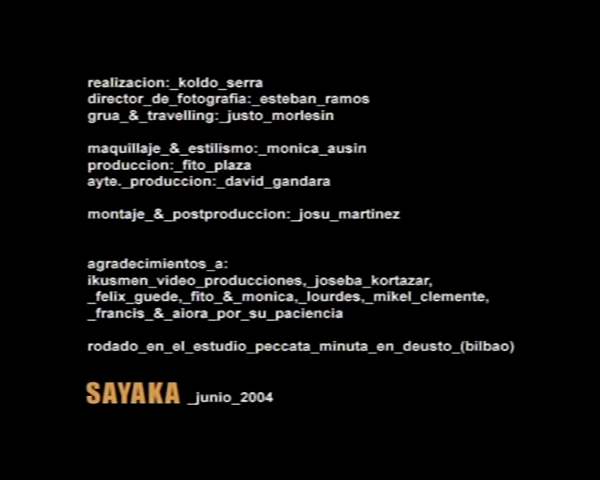 realizacion:_koldo_serra
director_de_fotografia:_esteban_ramos
grua_&_travelling:_justo_morlesin
maquillaje_&_estilismo:_monica_ausin
produccion:_fito_plaza
ayte._produccion:_david_gandara
montaje_&_postproduccion:_josu_martinez
agradecimientos_a:
ikusmen_video_producciones,_joseba_kortazar,
_felix_guede,_fito_&_monica,_lourdes,_mikel_clemente,
_francis_&_aiora_por_su_paciencia
rodado_en_el_estudio_peccata_minuta_en_deusto_(bilbao)
SAYAKA _junio_2004